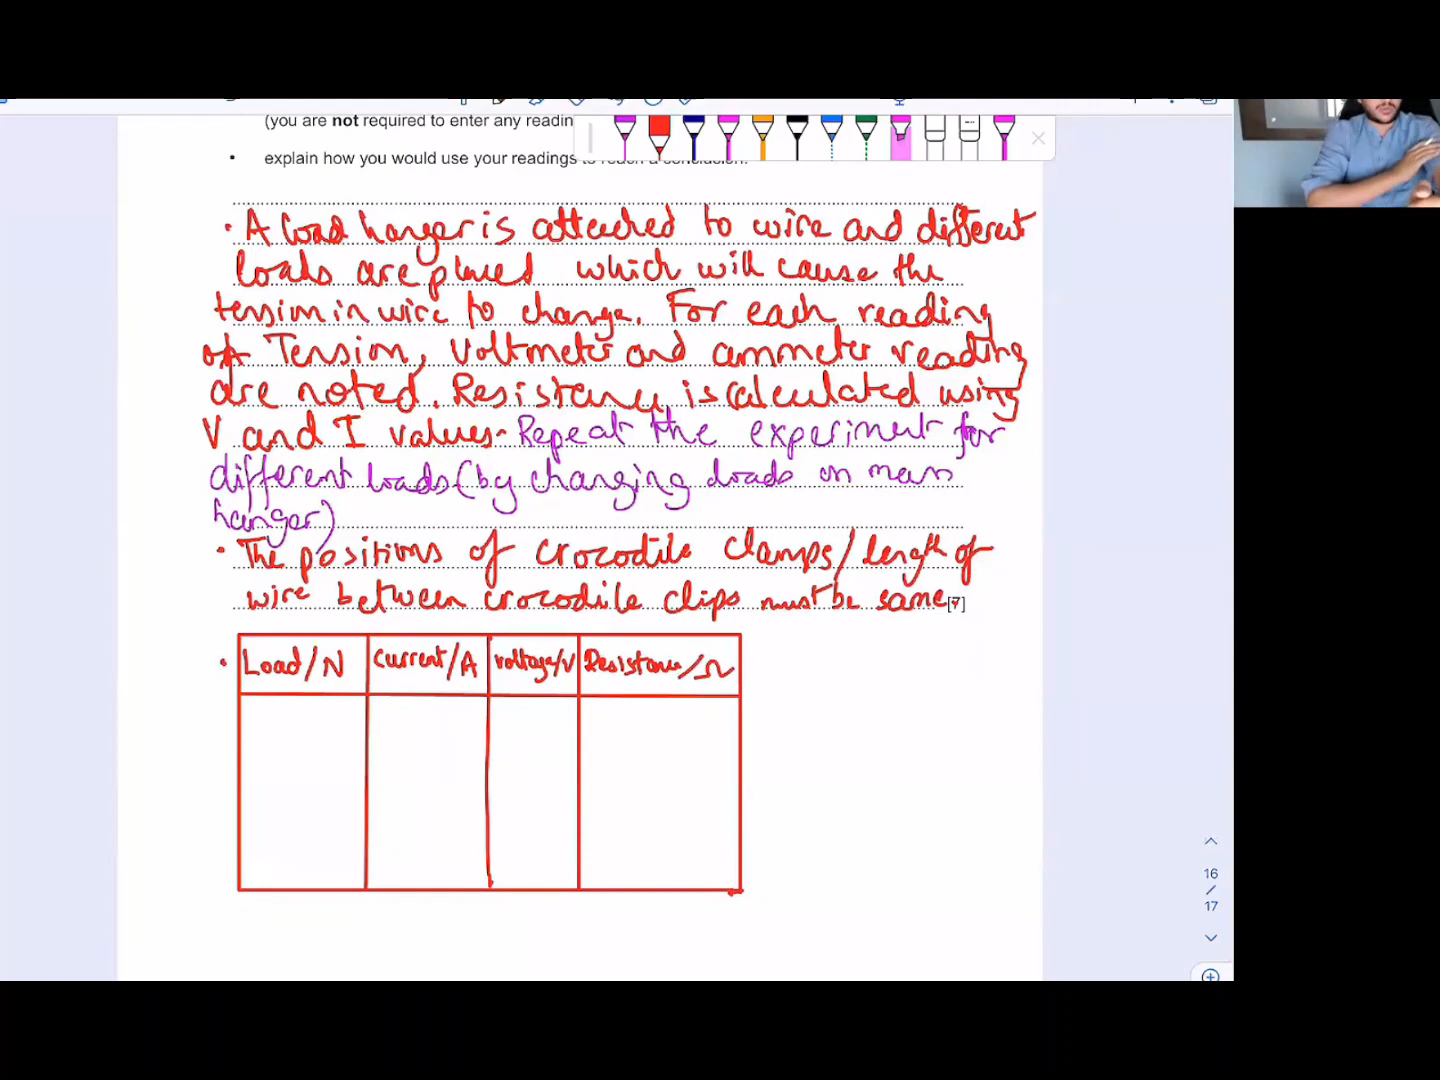 (you are not required to enter any readin
• explain how you would use your readings to reach a conclusion.
• A load hanger is attached to wire and different
loads are placed which will cause the
tension in wire to change. For each reading
of Tension, voltmeter and ammeter reading
are noted. Resistance is calculated using
V and I values. Repeat the experiment for
different loads (by changing loads on mass
hanger)
• The positions of crocodile clamps/length of
wire between crocodile clips must be same. [7]
• Load/N Current/A voltage/V Resistance/Ω
16
/
17